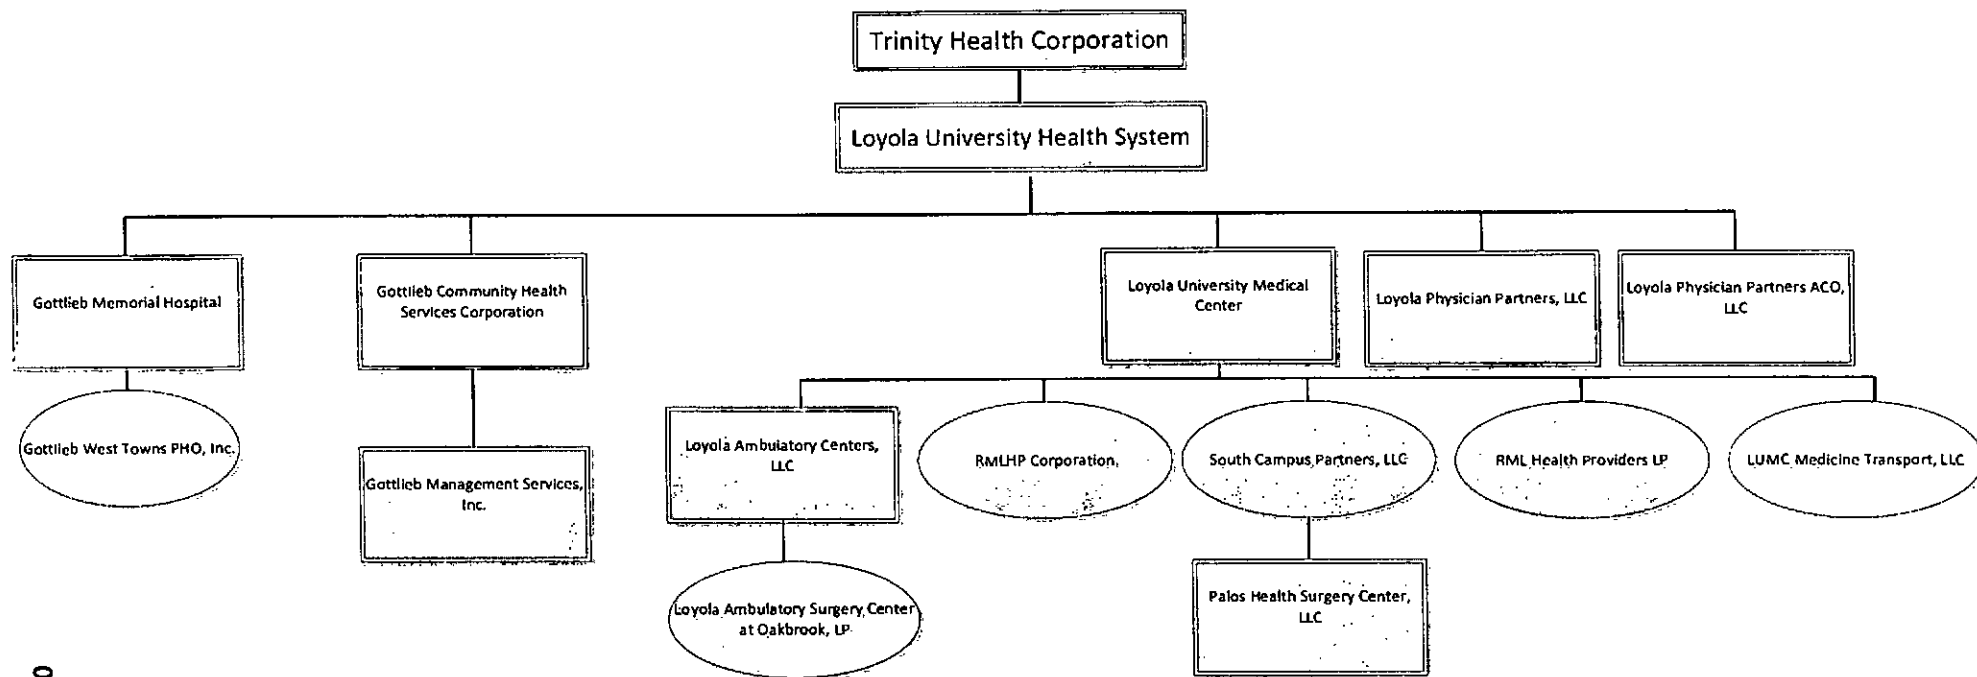 Trinity Health Corporation
Loyola University Health System
Gottlieb Memorial Hospital
Gottlieb Community Health
Services Corporation
Loyola University Medical
Center
Loyola Physician Partners, LLC
Loyola Physician Partners ACO,
LLC
Gottlieb West Towns PHO, Inc.
Gottlieb Management Services,
Inc.
Loyola Ambulatory Centers,
LLC
RMLHP Corporation.
South Campus Partners, LLC
RML Health Providers LP
LUMC Medicine Transport, LLC
Loyola Ambulatory Surgery Center
at Oakbrook, LP
Palos Health Surgery Center,
LLC
0